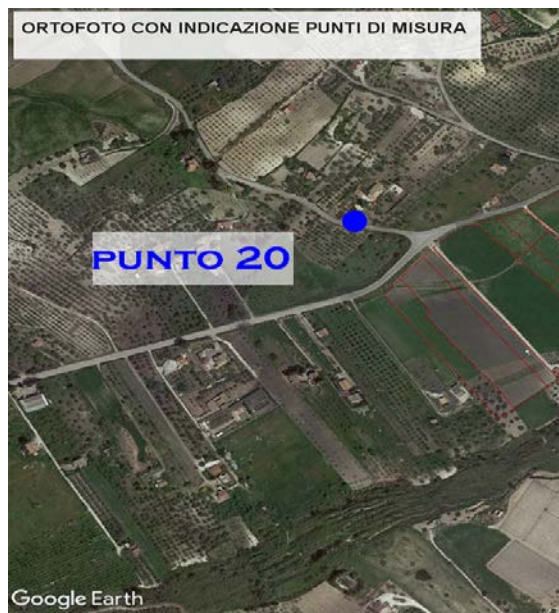 ORTOFOTO CON INDICAZIONE PUNTI DI MISURA
PUNTO 20
Google Earth